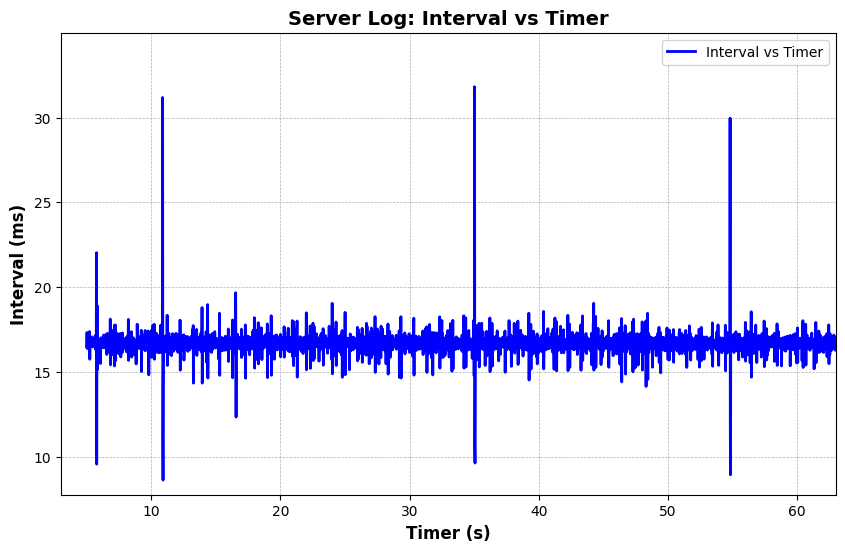 Server Log: Interval vs Timer
Interval vs Timer
Interval (ms)
30
25
20
15
10
10 20 30 40 50 60
Timer (s)